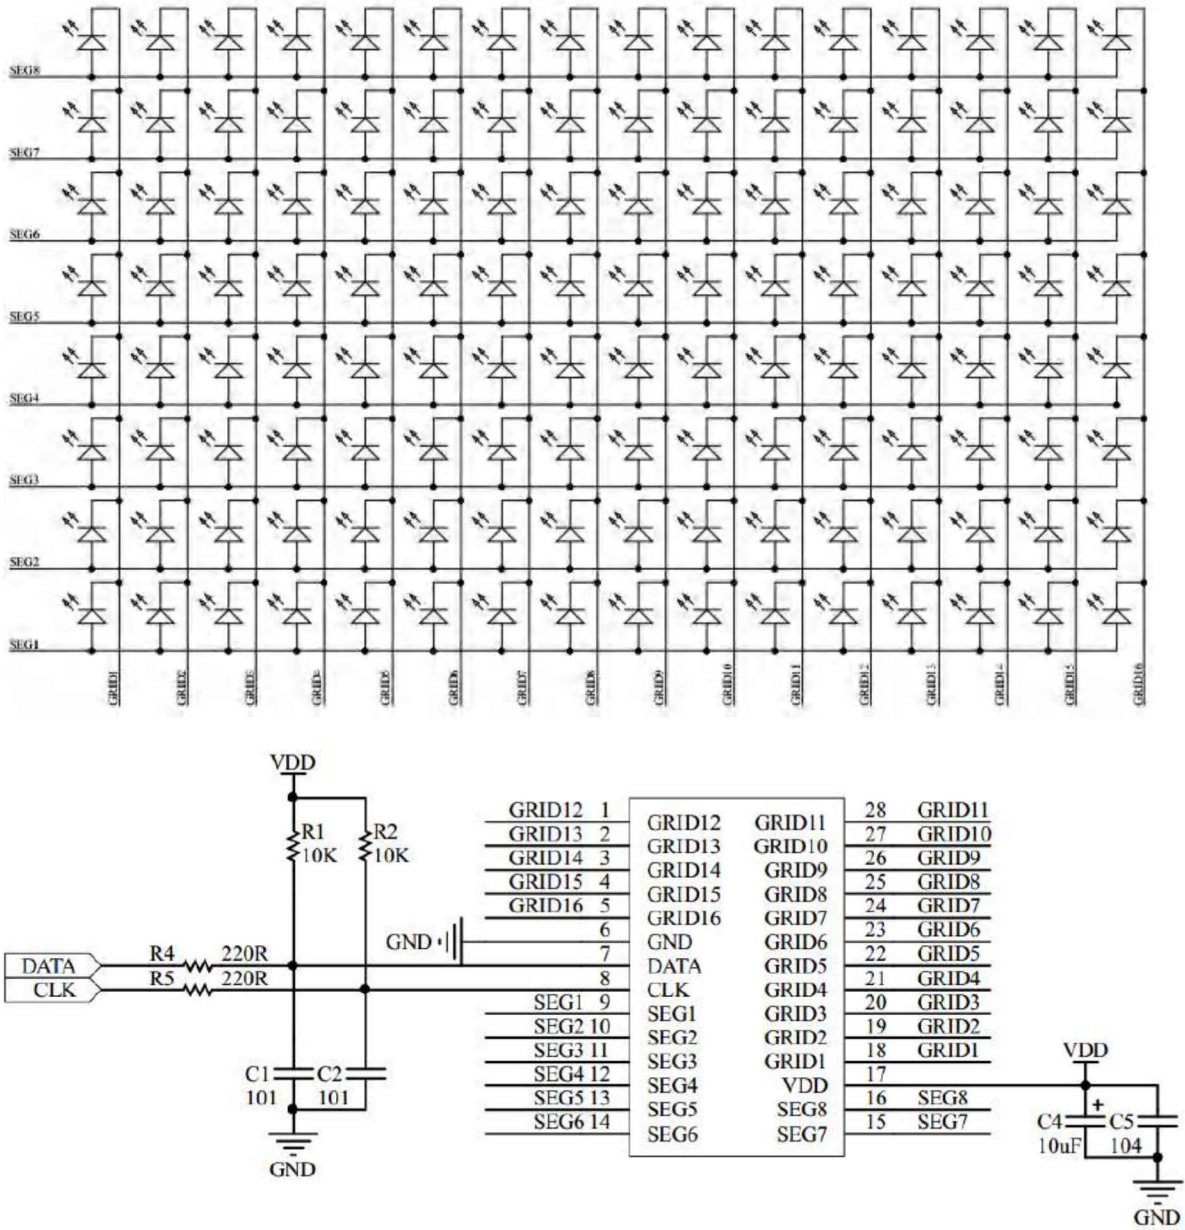 SEG8
SEG7
SEG6
SEG5
SEG4
SEG3
SEG2
SEG1
GRID1 GRID2 GRID3 GRID4 GRID5 GRID6 GRID7 GRID8 GRID9 GRID10 GRID11 GRID12 GRID13 GRID14 GRID15 GRID16
VDD
R1 10K
R2 10K
GND
DATA R4 220R
CLK R5 220R
C1 101
C2 101
GND
GRID12 1 GRID12 GRID11 28 GRID11
GRID13 2 GRID13 GRID10 27 GRID10
GRID14 3 GRID14 GRID9 26 GRID9
GRID15 4 GRID15 GRID8 25 GRID8
GRID16 5 GRID16 GRID7 24 GRID7
6 GND GRID6 23 GRID6
7 DATA GRID5 22 GRID5
8 CLK GRID4 21 GRID4
SEG1 9 SEG1 GRID3 20 GRID3
SEG2 10 SEG2 GRID2 19 GRID2
SEG3 11 SEG3 GRID1 18 GRID1
SEG4 12 SEG4 VDD 17
SEG5 13 SEG5 SEG8 16 SEG8
SEG6 14 SEG6 SEG7 15 SEG7
VDD
+
C4 10uF
C5 104
GND